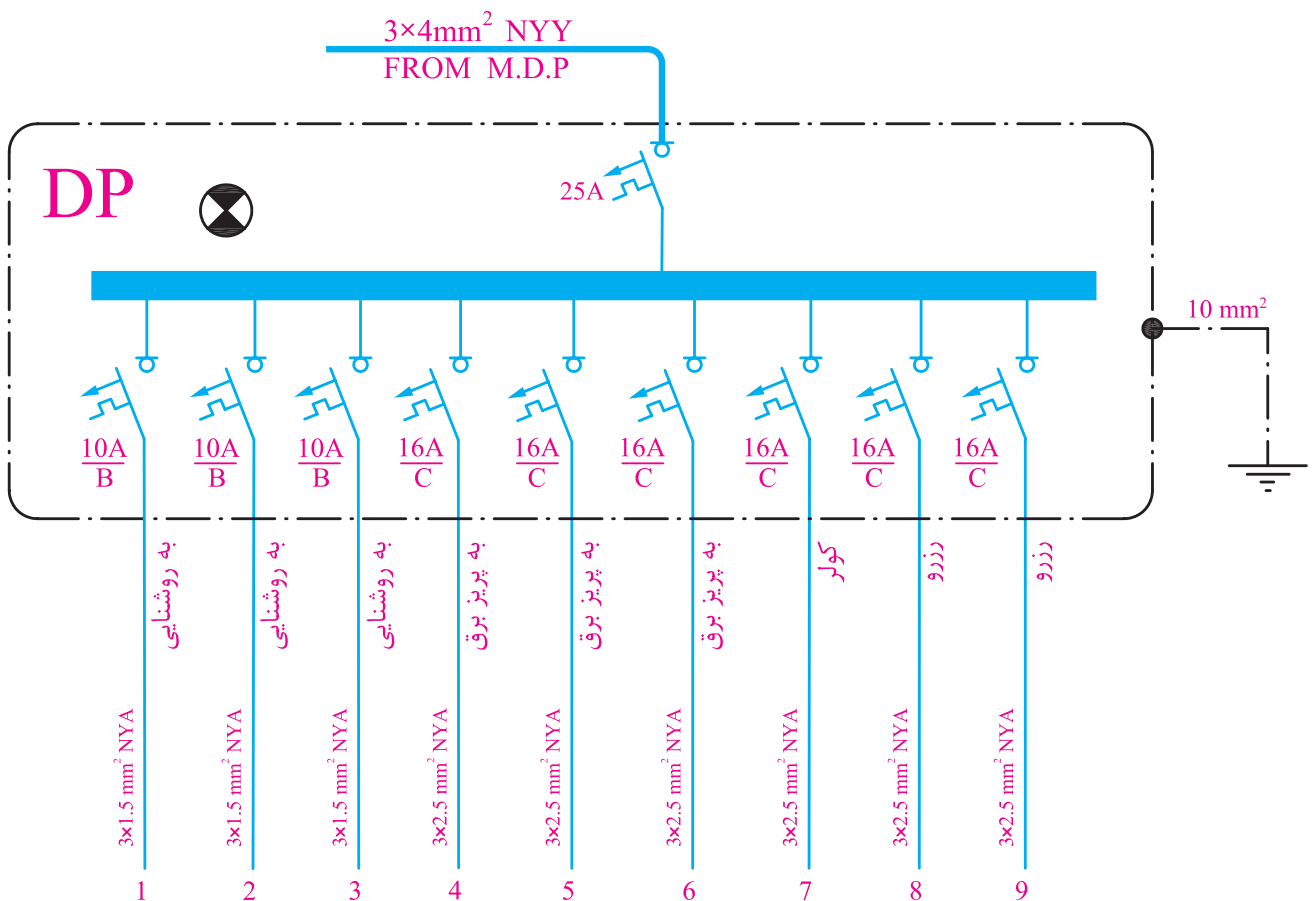 3×4mm² NYY
FROM M.D.P
DP
25A
10 mm²
10A
B
10A
B
10A
B
16A
C
16A
C
16A
C
16A
C
16A
C
16A
C
به روشنایی
به روشنایی
به روشنایی
به پریز برق
به پریز برق
به پریز برق
کولر
رزرو
رزرو
3×1.5 mm² NYA
3×1.5 mm² NYA
3×1.5 mm² NYA
3×2.5 mm² NYA
3×2.5 mm² NYA
3×2.5 mm² NYA
3×2.5 mm² NYA
3×2.5 mm² NYA
3×2.5 mm² NYA
1 2 3 4 5 6 7 8 9